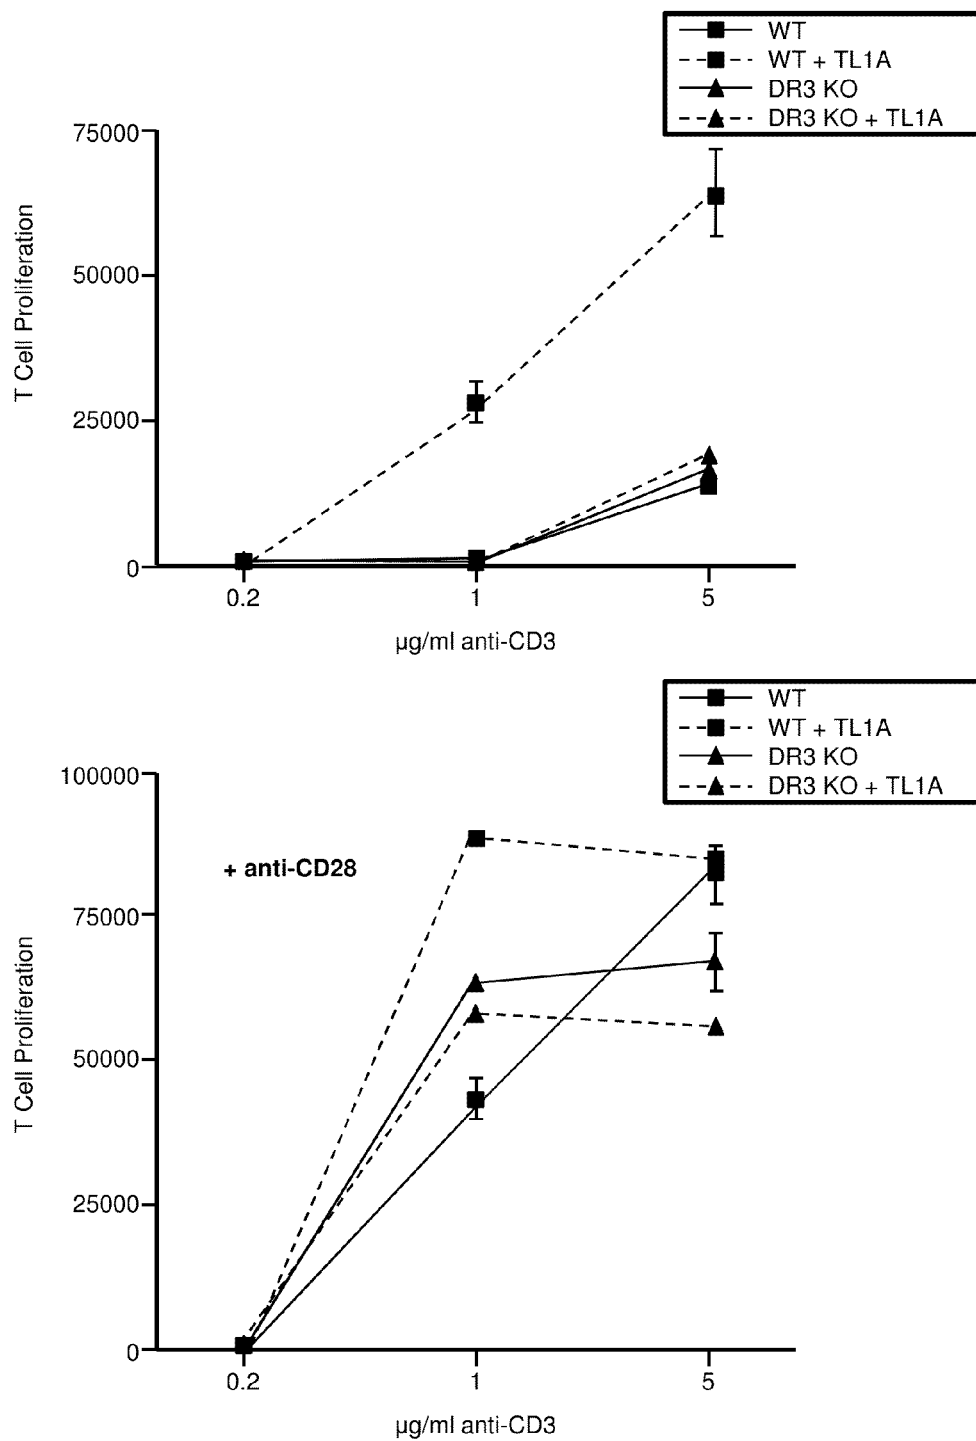 WT
WT + TL1A
DR3 KO
DR3 KO + TL1A
75000
50000
25000
0
T Cell Proliferation
0.2 1 5
µg/ml anti-CD3
WT
WT + TL1A
DR3 KO
DR3 KO + TL1A
100000
+ anti-CD28
75000
50000
25000
0
T Cell Proliferation
0.2 1 5
µg/ml anti-CD3